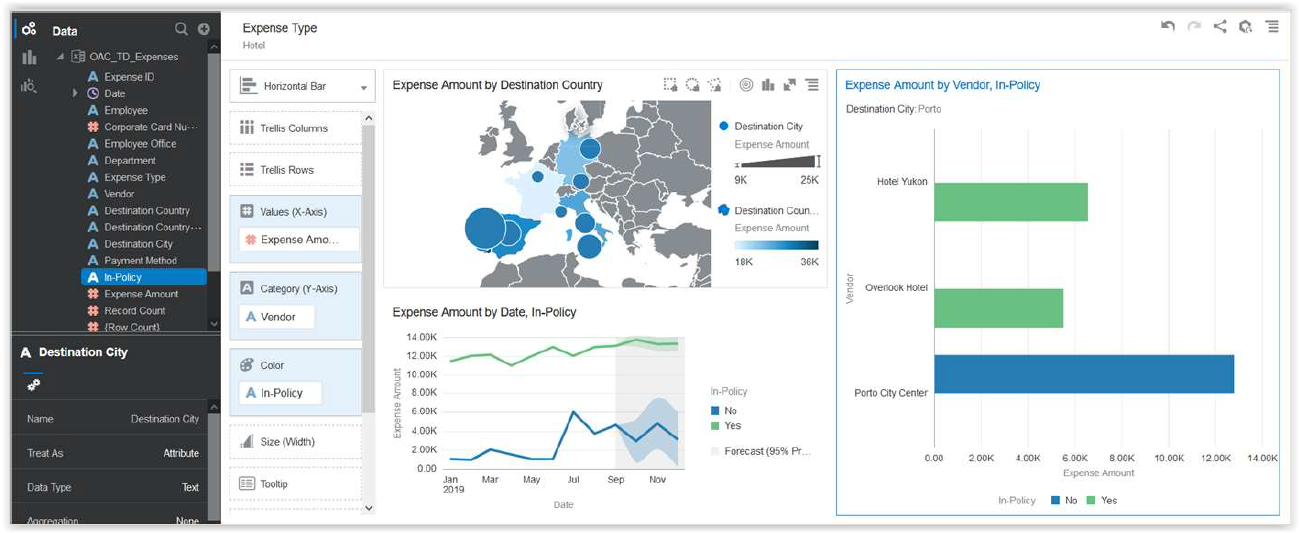 Data
OAC_TD_Expenses
Expense ID
Date
Employee
Corporate Card Nu...
Employee Office
Department
Expense Type
Vendor
Destination Country
Destination Country...
Destination City
Payment Method
In-Policy
Expense Amount
Record Count
{Row Count}
Destination City
Name Destination City
Treat As Attribute
Data Type Text
Aggregation None
Expense Type
Hotel
Horizontal Bar
Trellis Columns
Trellis Rows
Values (X-Axis)
Expense Amo...
Category (Y-Axis)
Vendor
Color
In-Policy
Size (Width)
Tooltip
Expense Amount by Destination Country
Destination City
Expense Amount
9K 25K
Destination Coun...
Expense Amount
18K 36K
Expense Amount by Date, In-Policy
Expense Amount
14.00K
12.00K
10.00K
8.00K
6.00K
4.00K
2.00K
0.00
Jan Mar May Jul Sep Nov
2019
Date
In-Policy
No
Yes
Forecast (95% Pr...
Expense Amount by Vendor, In-Policy
Destination City: Porto
Vendor
Hotel Yukon
Overlook Hotel
Porto City Center
0.00 2.00K 4.00K 6.00K 8.00K 10.00K 12.00K 14.00K
Expense Amount
In-Policy No Yes